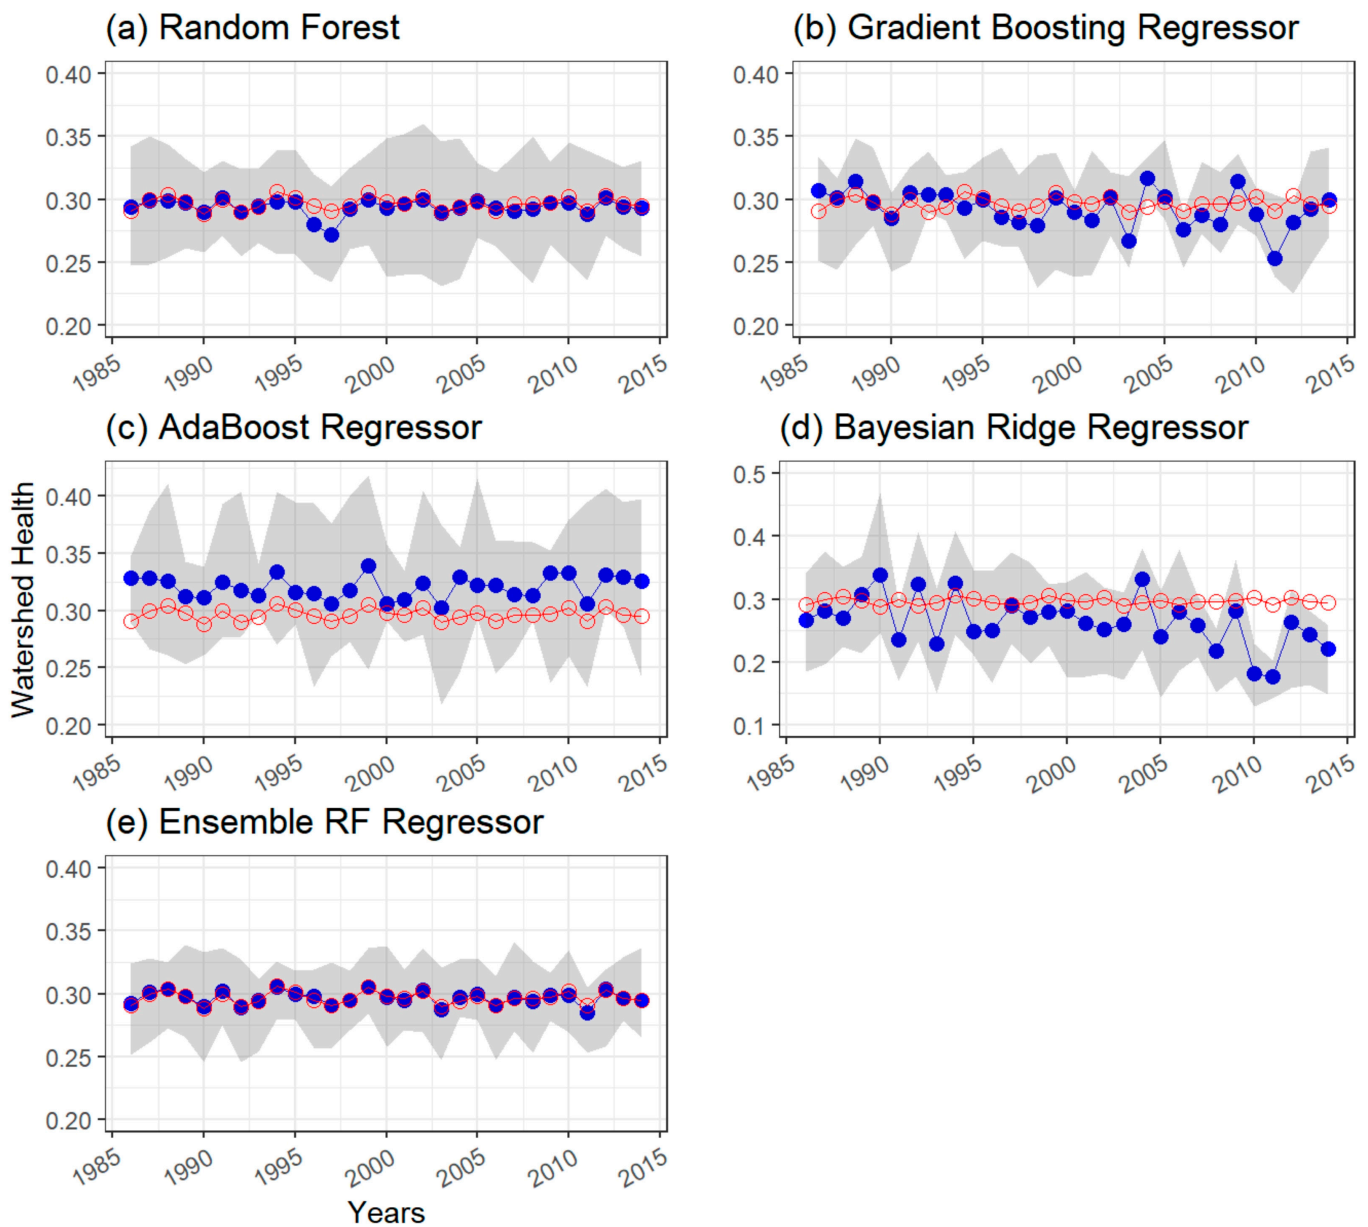 (a) Random Forest
0.40
0.35
0.30
0.25
0.20
1985 1990 1995 2000 2005 2010 2015
(b) Gradient Boosting Regressor
0.40
0.35
0.30
0.25
0.20
1985 1990 1995 2000 2005 2010 2015
(c) AdaBoost Regressor
0.40
0.35
0.30
0.25
0.20
1985 1990 1995 2000 2005 2010 2015
(d) Bayesian Ridge Regressor
0.5
0.4
0.3
0.2
0.1
1985 1990 1995 2000 2005 2010 2015
Watershed Health
(e) Ensemble RF Regressor
0.40
0.35
0.30
0.25
0.20
1985 1990 1995 2000 2005 2010 2015
Years